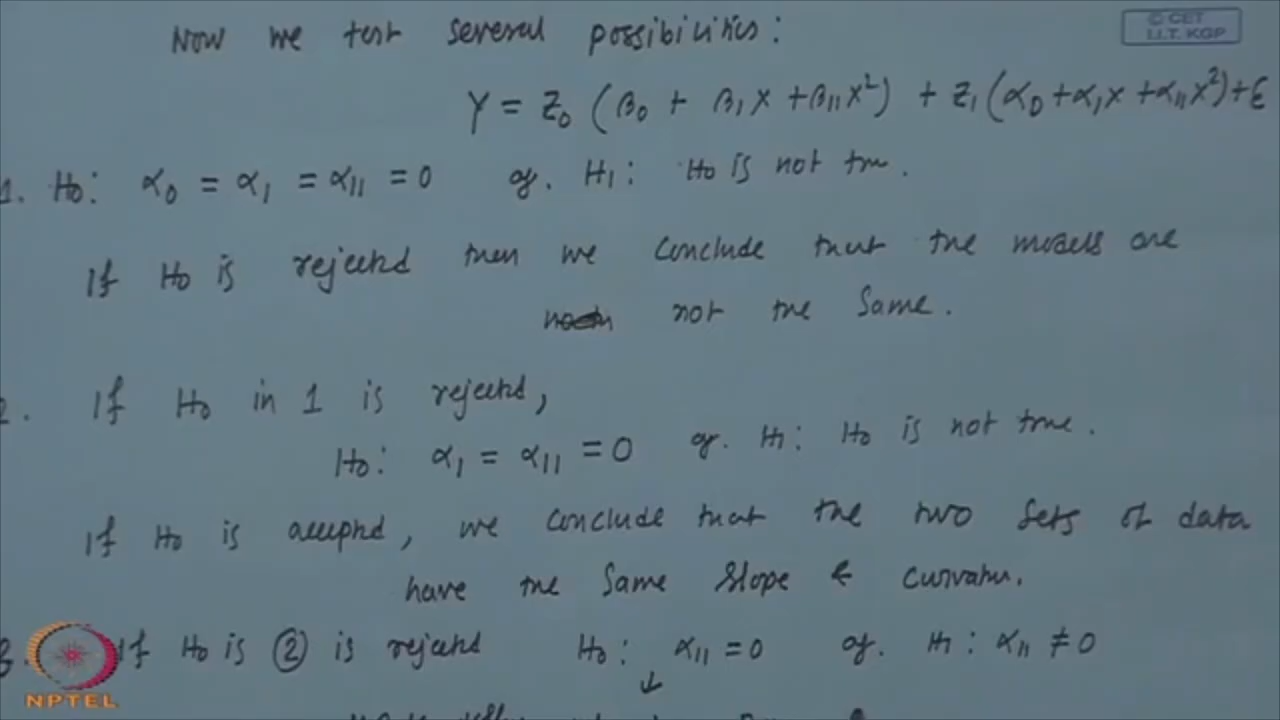 Now we test several possibilities:
© CET
I.I.T. KGP
Y = Z₀ (β₀ + β₁X + β₁₁X²) + Z₁(α₀ + α₁X + α₁₁X²) + ε
1. H₀: α₀ = α₁ = α₁₁ = 0 ag. H₁: H₀ is not true.
If H₀ is rejected then we conclude that the models are
not the same.
2. If H₀ in 1 is rejected,
H₀: α₁ = α₁₁ = 0 ag. H₁: H₀ is not true.
If H₀ is accepted, we conclude that the two sets of data
have the same slope & curvature.
3. If H₀ is ② is rejected H₀: α₁₁ = 0 ag. H₁: α₁₁ ≠ 0
↓
NPTEL